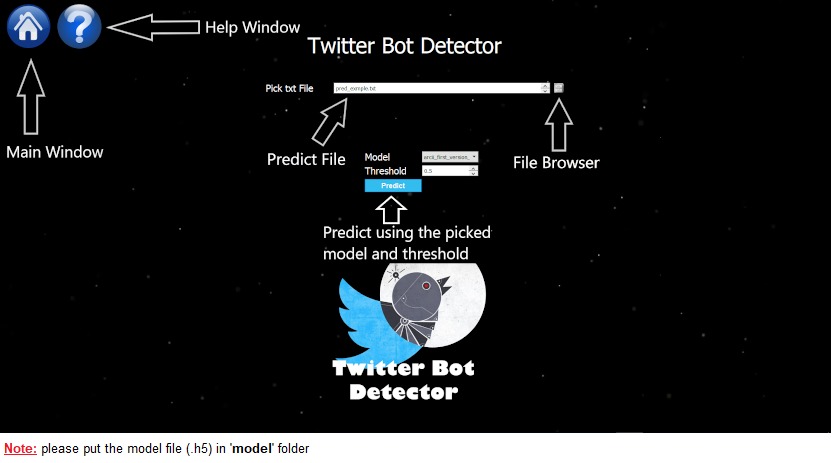 Help Window
Twitter Bot Detector
Pick txt File
pred_exmple.txt
Main Window
Predict File
File Browser
Model
arcii_first_version_
Threshold
0.5
Predict
Predict using the picked
model and threshold
Twitter Bot
Detector
Note: please put the model file (.h5) in 'model' folder